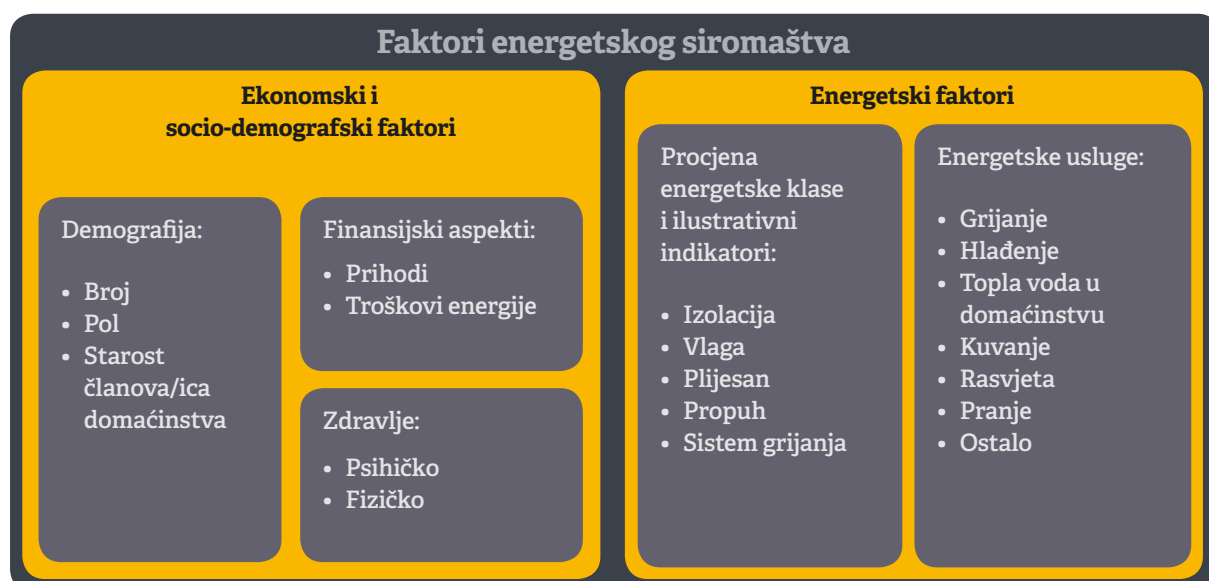 Faktori energetskog siromaštva
Ekonomski i
socio-demografski faktori
Demografija:
• Broj
• Pol
• Starost
članova/ica
domaćinstva
Finansijski aspekti:
• Prihodi
• Troškovi energije
Zdravlje:
• Psihičko
• Fizičko
Energetski faktori
Procjena
energetske klase
i ilustrativni
indikatori:
• Izolacija
• Vlaga
• Plijesan
• Propuh
• Sistem grijanja
Energetske usluge:
• Grijanje
• Hlađenje
• Topla voda u
domaćinstvu
• Kuvanje
• Rasvjeta
• Pranje
• Ostalo